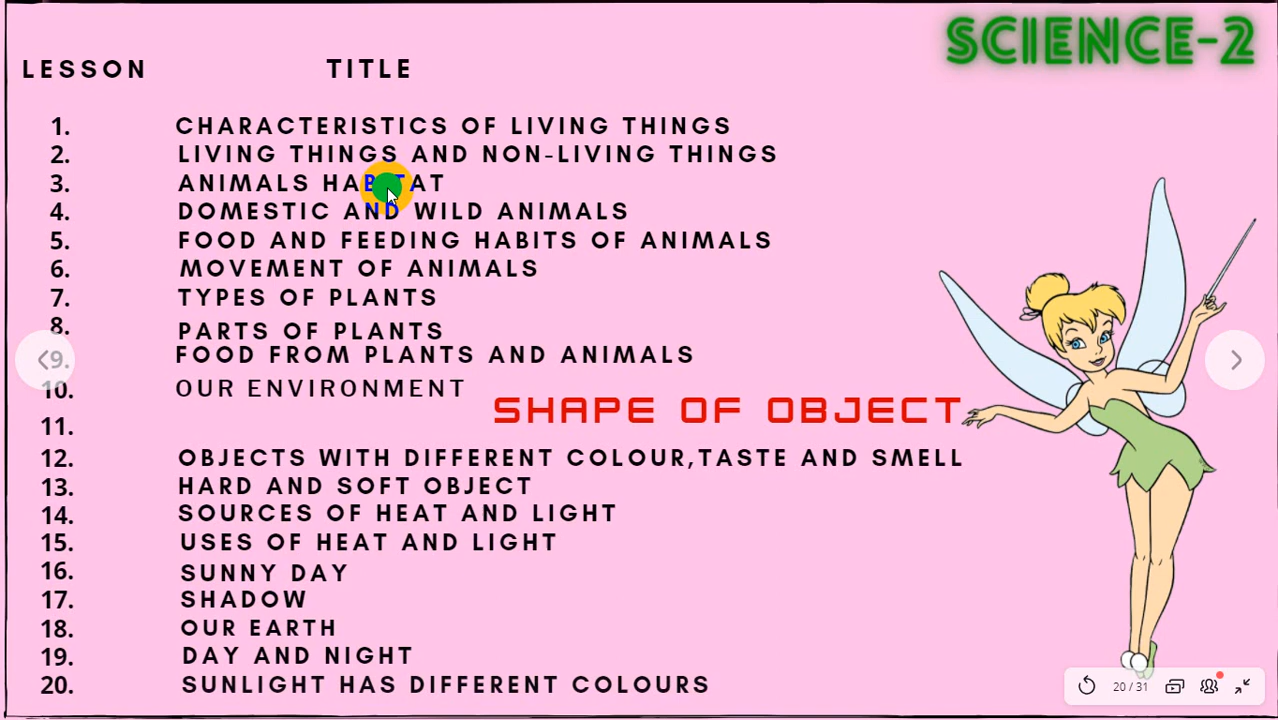 SCIENCE-2
LESSON TITLE
1. CHARACTERISTICS OF LIVING THINGS
2. LIVING THINGS AND NON-LIVING THINGS
3. ANIMALS HABITAT
4. DOMESTIC AND WILD ANIMALS
5. FOOD AND FEEDING HABITS OF ANIMALS
6. MOVEMENT OF ANIMALS
7. TYPES OF PLANTS
8. PARTS OF PLANTS
9. FOOD FROM PLANTS AND ANIMALS
10. OUR ENVIRONMENT
11. SHAPE OF OBJECT
12. OBJECTS WITH DIFFERENT COLOUR,TASTE AND SMELL
13. HARD AND SOFT OBJECT
14. SOURCES OF HEAT AND LIGHT
15. USES OF HEAT AND LIGHT
16. SUNNY DAY
17. SHADOW
18. OUR EARTH
19. DAY AND NIGHT
20. SUNLIGHT HAS DIFFERENT COLOURS
20 / 31